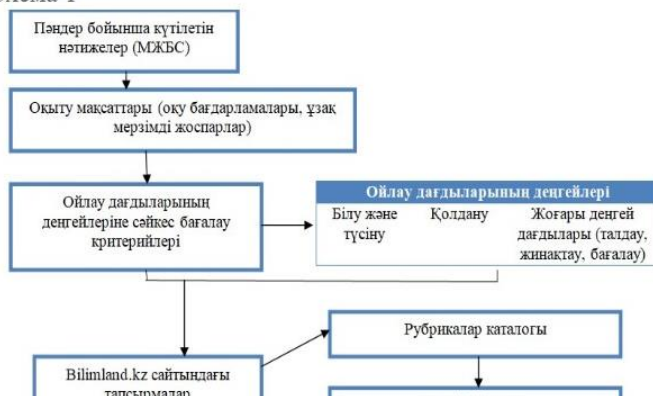 Пәндер бойынша күтілетін
нәтижелер (МЖБС)
Оқыту мақсаттары (оқу бағдарламалары, ұзақ
мерзімді жоспарлар)
Ойлау дағдыларының
деңгейлеріне сәйкес бағалау
критерийлері
Ойлау дағдыларының деңгейлері
Білу және
түсіну
Қолдану
Жоғары деңгей
дағдылары (талдау,
жинақтау, бағалау)
Рубрикалар каталогы
Bilimland.kz сайтындағы
тапсырмалар